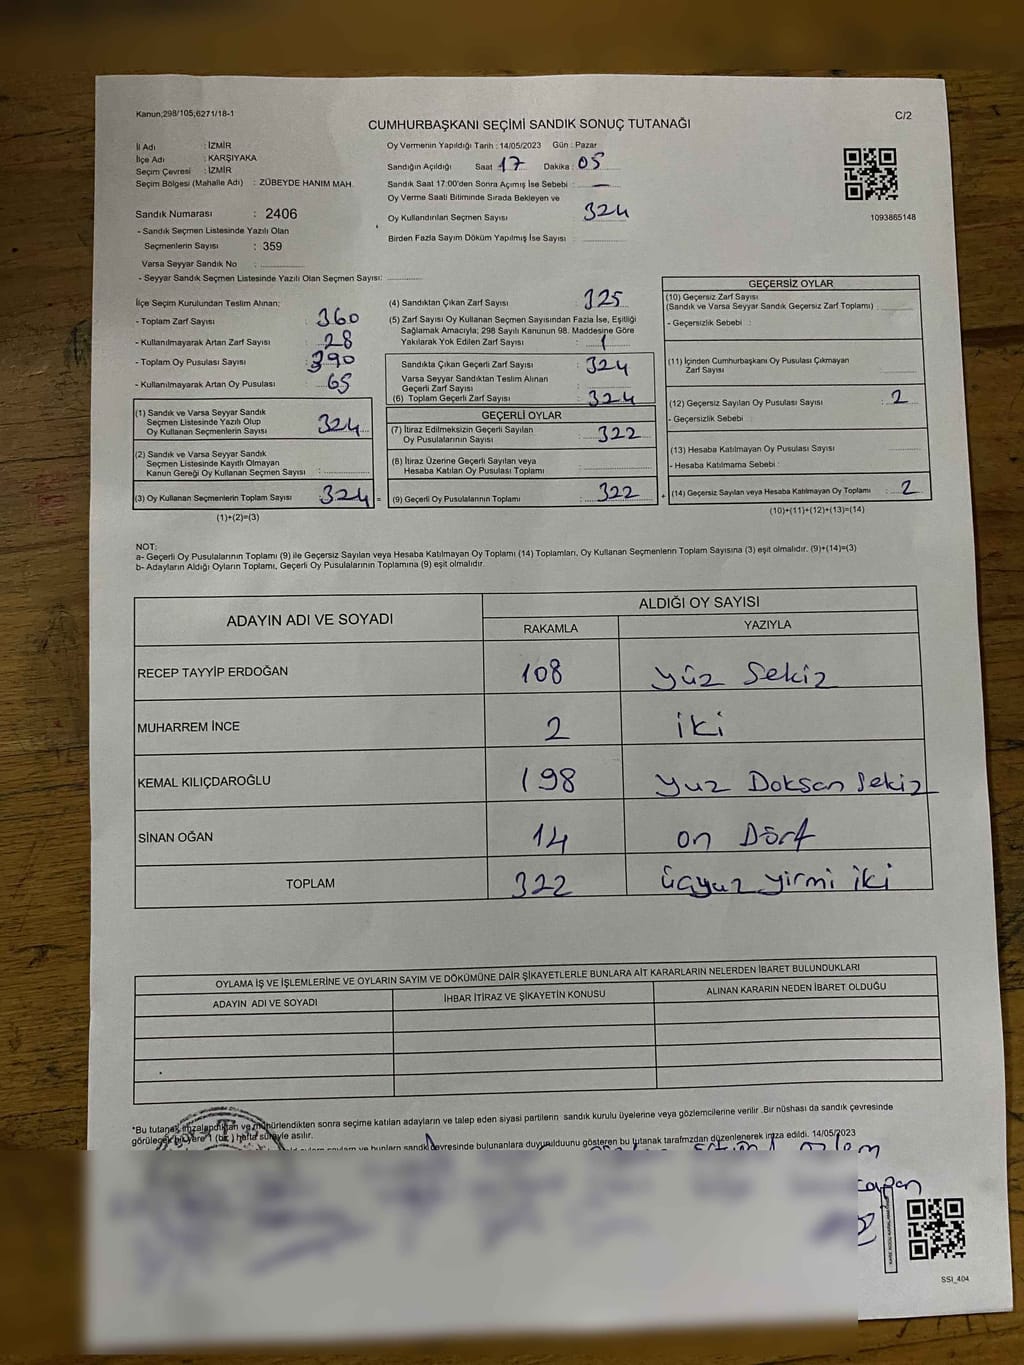 Kanun;298/105;6271/18-1
C/2
CUMHURBAŞKANI SEÇİMİ SANDIK SONUÇ TUTANAĞI
İl Adı : İZMİR
İlçe Adı : KARŞIYAKA
Seçim Çevresi : İZMİR
Seçim Bölgesi (Mahalle Adı) : ZÜBEYDE HANIM MAH.
Sandık Numarası : 2406
- Sandık Seçmen Listesinde Yazılı Olan
Seçmenlerin Sayısı : 359
Varsa Seyyar Sandık No :
- Seyyar Sandık Seçmen Listesinde Yazılı Olan Seçmen Sayısı:
Oy Vermenin Yapıldığı Tarih : 14/05/2023 Gün : Pazar
Sandığın Açıldığı Saat 17 Dakika : 05
Sandık Saat 17:00'den Sonra Açımış İse Sebebi : —
Oy Verme Saati Bitiminde Sırada Bekleyen ve
Oy Kullandırılan Seçmen Sayısı : 324
Birden Fazla Sayım Döküm Yapılmış İse Sayısı :
1093865148
İlçe Seçim Kurulundan Teslim Alınan;
- Toplam Zarf Sayısı : 360
- Kullanılmayarak Artan Zarf Sayısı : 28
- Toplam Oy Pusulası Sayısı : 390
- Kullanılmayarak Artan Oy Pusulası : 65
(1) Sandık ve Varsa Seyyar Sandık
Seçmen Listesinde Yazılı Olup
Oy Kullanan Seçmenlerin Sayısı : 324
(2) Sandık ve Varsa Seyyar Sandık
Seçmen Listesinde Kayıtlı Olmayan
Kanun Gereği Oy Kullanan Seçmen Sayısı :
(3) Oy Kullanan Seçmenlerin Toplam Sayısı : 324 =
(1)+(2)=(3)
(4) Sandıktan Çıkan Zarf Sayısı : 325
(5) Zarf Sayısı Oy Kullanan Seçmen Sayısından Fazla İse, Eşitliği
Sağlamak Amacıyla; 298 Sayılı Kanunun 98. Maddesine Göre
Yakılarak Yok Edilen Zarf Sayısı : 1
Sandıkta Çıkan Geçerli Zarf Sayısı : 324
Varsa Seyyar Sandıktan Teslim Alınan
Geçerli Zarf Sayısı :
(6) Toplam Geçerli Zarf Sayısı : 324
GEÇERLİ OYLAR
(7) İtiraz Edilmeksizin Geçerli Sayılan
Oy Pusulalarının Sayısı : 322
(8) İtiraz Üzerine Geçerli Sayılan veya
Hesaba Katılan Oy Pusulası Toplamı :
(9) Geçerli Oy Pusulalarının Toplamı : 322 +
GEÇERSİZ OYLAR
(10) Geçersiz Zarf Sayısı
(Sandık ve Varsa Seyyar Sandık Geçersiz Zarf Toplamı) :
- Geçersizlik Sebebi :
(11) İçinden Cumhurbaşkanı Oy Pusulası Çıkmayan
Zarf Sayısı :
(12) Geçersiz Sayılan Oy Pusulası Sayısı : 2
- Geçersizlik Sebebi :
(13) Hesaba Katılmayan Oy Pusulası Sayısı :
- Hesaba Katılmama Sebebi :
(14) Geçersiz Sayılan veya Hesaba Katılmayan Oy Toplamı : 2
(10)+(11)+(12)+(13)=(14)
NOT:
a- Geçerli Oy Pusulalarının Toplamı (9) ile Geçersiz Sayılan veya Hesaba Katılmayan Oy Toplamı (14) Toplamları, Oy Kullanan Seçmenlerin Toplam Sayısına (3) eşit olmalıdır. (9)+(14)=(3)
b- Adayların Aldığı Oyların Toplamı, Geçerli Oy Pusulalarının Toplamına (9) eşit olmalıdır.
ADAYIN ADI VE SOYADI ALDIĞI OY SAYISI
RAKAMLA YAZIYLA
RECEP TAYYİP ERDOĞAN 108 yüz sekiz
MUHARREM İNCE 2 iki
KEMAL KILIÇDAROĞLU 198 yuz Doksan sekiz
SİNAN OĞAN 14 on Dört
TOPLAM 322 üçyuz yirmi iki
OYLAMA İŞ VE İŞLEMLERİNE VE OYLARIN SAYIM VE DÖKÜMÜNE DAİR ŞİKAYETLERLE BUNLARA AİT KARARLARIN NELERDEN İBARET BULUNDUKLARI
ADAYIN ADI VE SOYADI İHBAR İTİRAZ VE ŞİKAYETİN KONUSU ALINAN KARARIN NEDEN İBARET OLDUĞU
*Bu tutanak imzalandıktan ve mühürlendikten sonra seçime katılan adayların ve talep eden siyasi partilerin sandık kurulu üyelerine veya gözlemcilerine verilir .Bir nüshası da sandık çevresinde
görülecek bir yere 1 (bir ) hafta süreyle asılır.
ve bunların sandık çevresinde bulunanlara duyurulduunu gösteren bu tutanak tarafımızdan düzenlenerek imza edildi. 14/05/2023
özlem
SSI_404